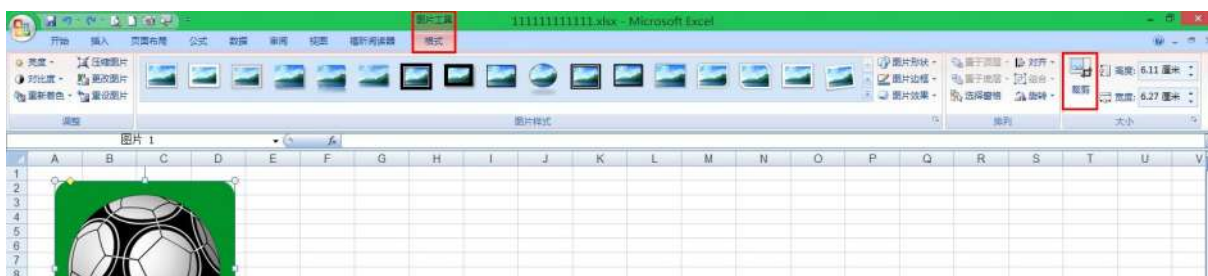 图片工具 111111111111.xlsx - Microsoft Excel
开始 插入 页面布局 公式 数据 审阅 视图 福昕阅读器 格式
亮度 压缩图片 图片形状 置于顶层 对齐 高度: 6.11 厘米
对比度 更改图片 图片边框 置于底层 组合 裁剪
重新着色 重设图片 图片效果 选择窗格 旋转 宽度: 6.27 厘米
调整 图片样式 排列 大小
图片 1 fx
A B C D E F G H I J K L M N O P Q R S T U V
1
2
3
4
5
6
7
8